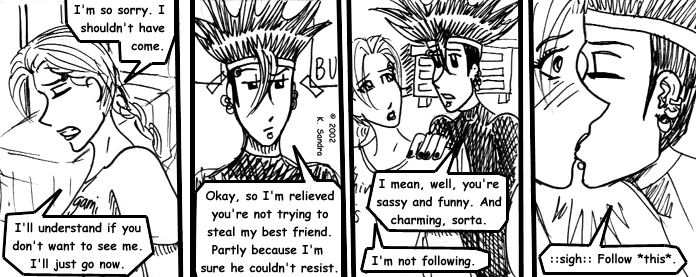 I'm so sorry. I
shouldn't have
come.
I'll understand if you
don't want to see me.
I'll just go now.
BU
© 2002
K. Sandra
Okay, so I'm relieved
you're not trying to
steal my best friend.
Partly because I'm
sure he couldn't resist.
I mean, well, you're
sassy and funny. And
charming, sorta.
I'm not following.
::sigh:: Follow *this*.